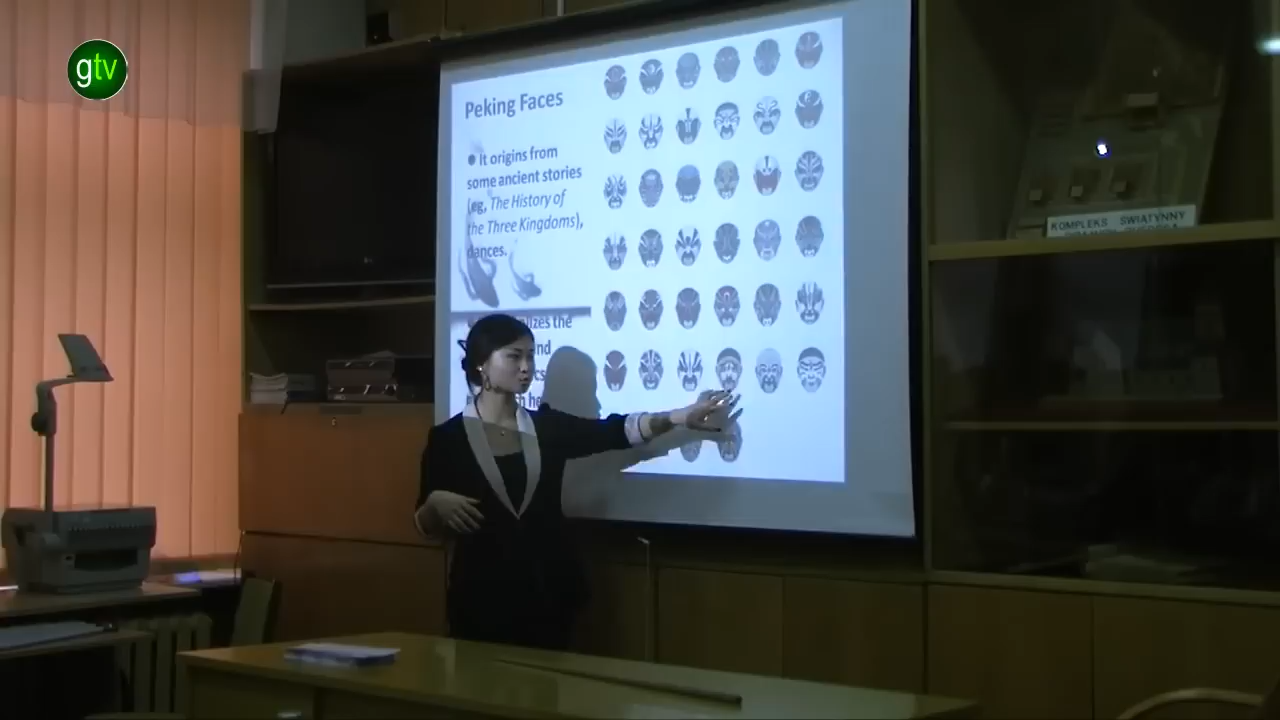 gtv
Peking Faces
● It origins from
some ancient stories
(eg, The History of
the Three Kingdoms),
dances.
the
KOMPLEKS ŚWIĄTYNNY